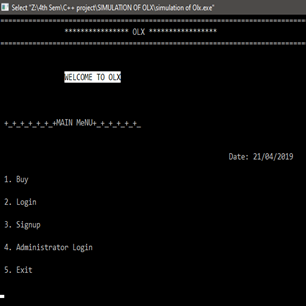 Select "Z:\4th Sem\C++ project\SIMULATION OF OLX\simulation of Olx.exe"
**************** OLX *****************
WELCOME TO OLX
+_+_+_+_+_+_+MAIN MeNU+_+_+_+_+_+_
Date: 21/04/2019
1. Buy
2. Login
3. Signup
4. Administrator Login
5. Exit